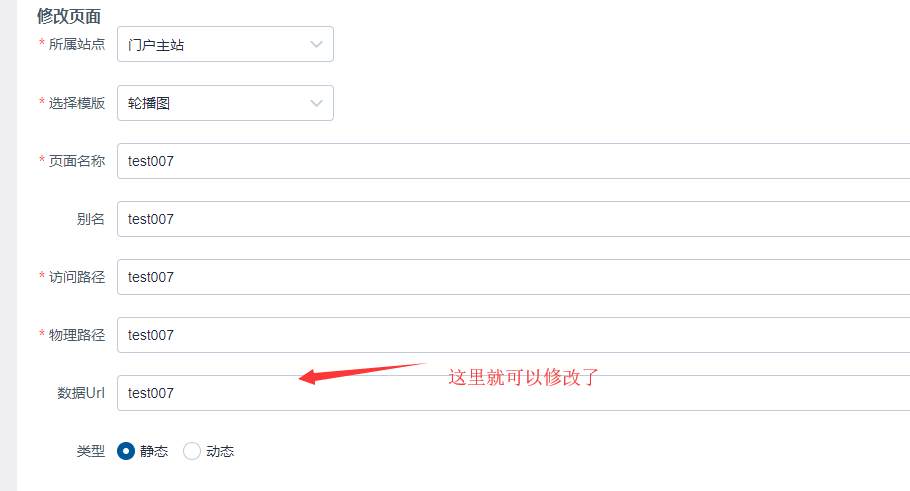 修改页面
* 所属站点 门户主站
* 选择模版 轮播图
* 页面名称 test007
别名 test007
* 访问路径 test007
* 物理路径 test007
这里就可以修改了
数据Url test007
类型 静态 动态